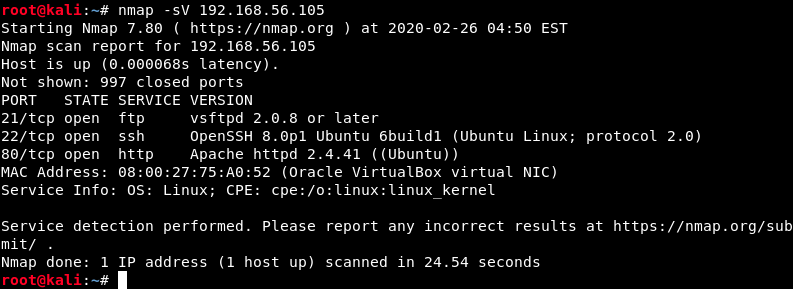 root@kali:~# nmap -sV 192.168.56.105
Starting Nmap 7.80 ( https://nmap.org ) at 2020-02-26 04:50 EST
Nmap scan report for 192.168.56.105
Host is up (0.000068s latency).
Not shown: 997 closed ports
PORT   STATE SERVICE VERSION
21/tcp open  ftp     vsftpd 2.0.8 or later
22/tcp open  ssh     OpenSSH 8.0p1 Ubuntu 6build1 (Ubuntu Linux; protocol 2.0)
80/tcp open  http    Apache httpd 2.4.41 ((Ubuntu))
MAC Address: 08:00:27:75:A0:52 (Oracle VirtualBox virtual NIC)
Service Info: OS: Linux; CPE: cpe:/o:linux:linux_kernel

Service detection performed. Please report any incorrect results at https://nmap.org/sub
mit/ .
Nmap done: 1 IP address (1 host up) scanned in 24.54 seconds
root@kali:~#